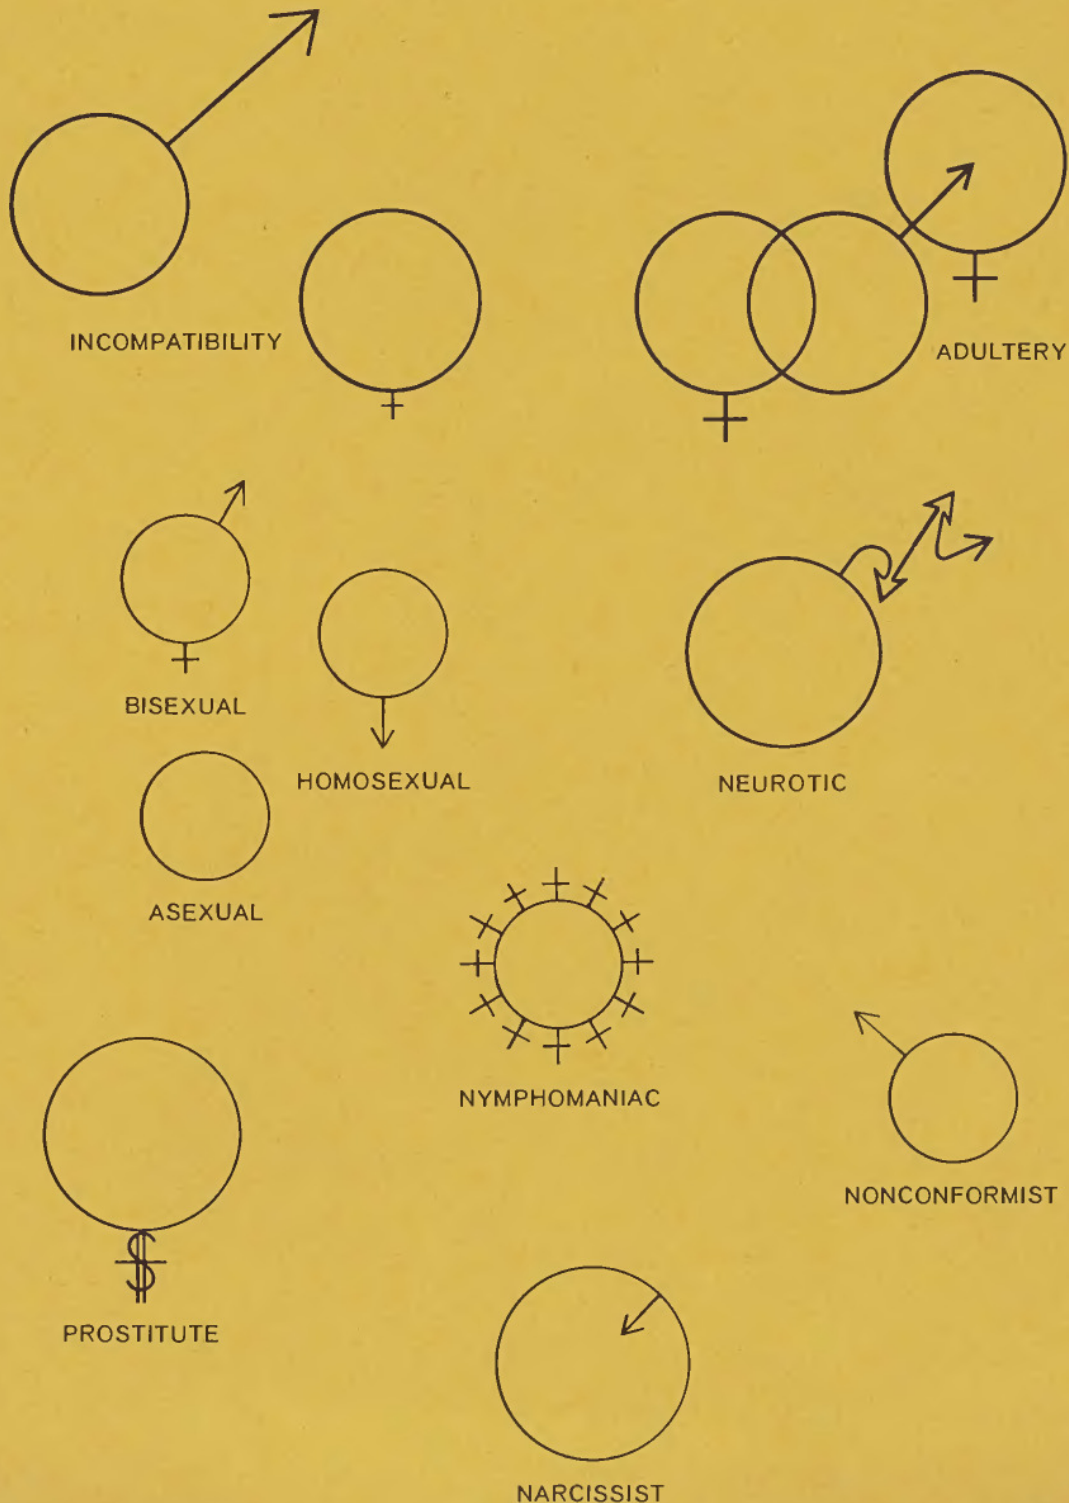 INCOMPATIBILITY
ADULTERY
BISEXUAL
HOMOSEXUAL
NEUROTIC
ASEXUAL
NYMPHOMANIAC
NONCONFORMIST
PROSTITUTE
NARCISSIST